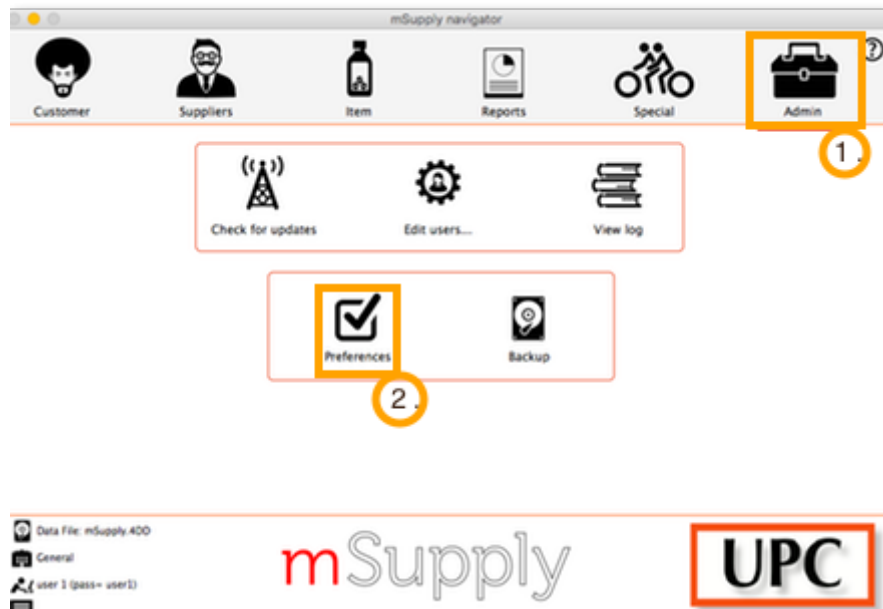 mSupply navigator
?
Customer Suppliers Item Reports Special Admin
1.
Check for updates Edit users... View log
Preferences Backup
2.
Data File: mSupply.4DD
General
user 1 (pass= user1)
mSupply
UPC